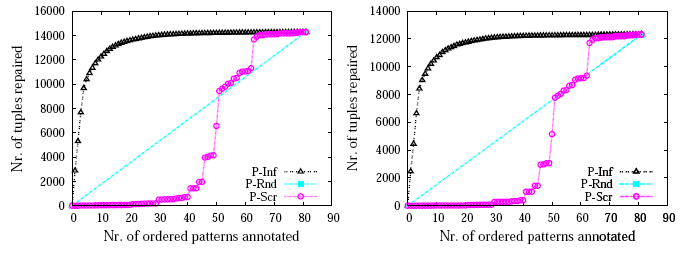 16000
14000
12000
10000
8000
6000
4000
2000
0
Nr. of tuples repaired
P-Inf
P-Rnd
P-Scr
0 10 20 30 40 50 60 70 80 90
Nr. of ordered patterns annotated
14000
12000
10000
8000
6000
4000
2000
0
Nr. of tuples repaired
P-Inf
P-Rnd
P-Scr
0 10 20 30 40 50 60 70 80 90
Nr. of ordered patterns annotated